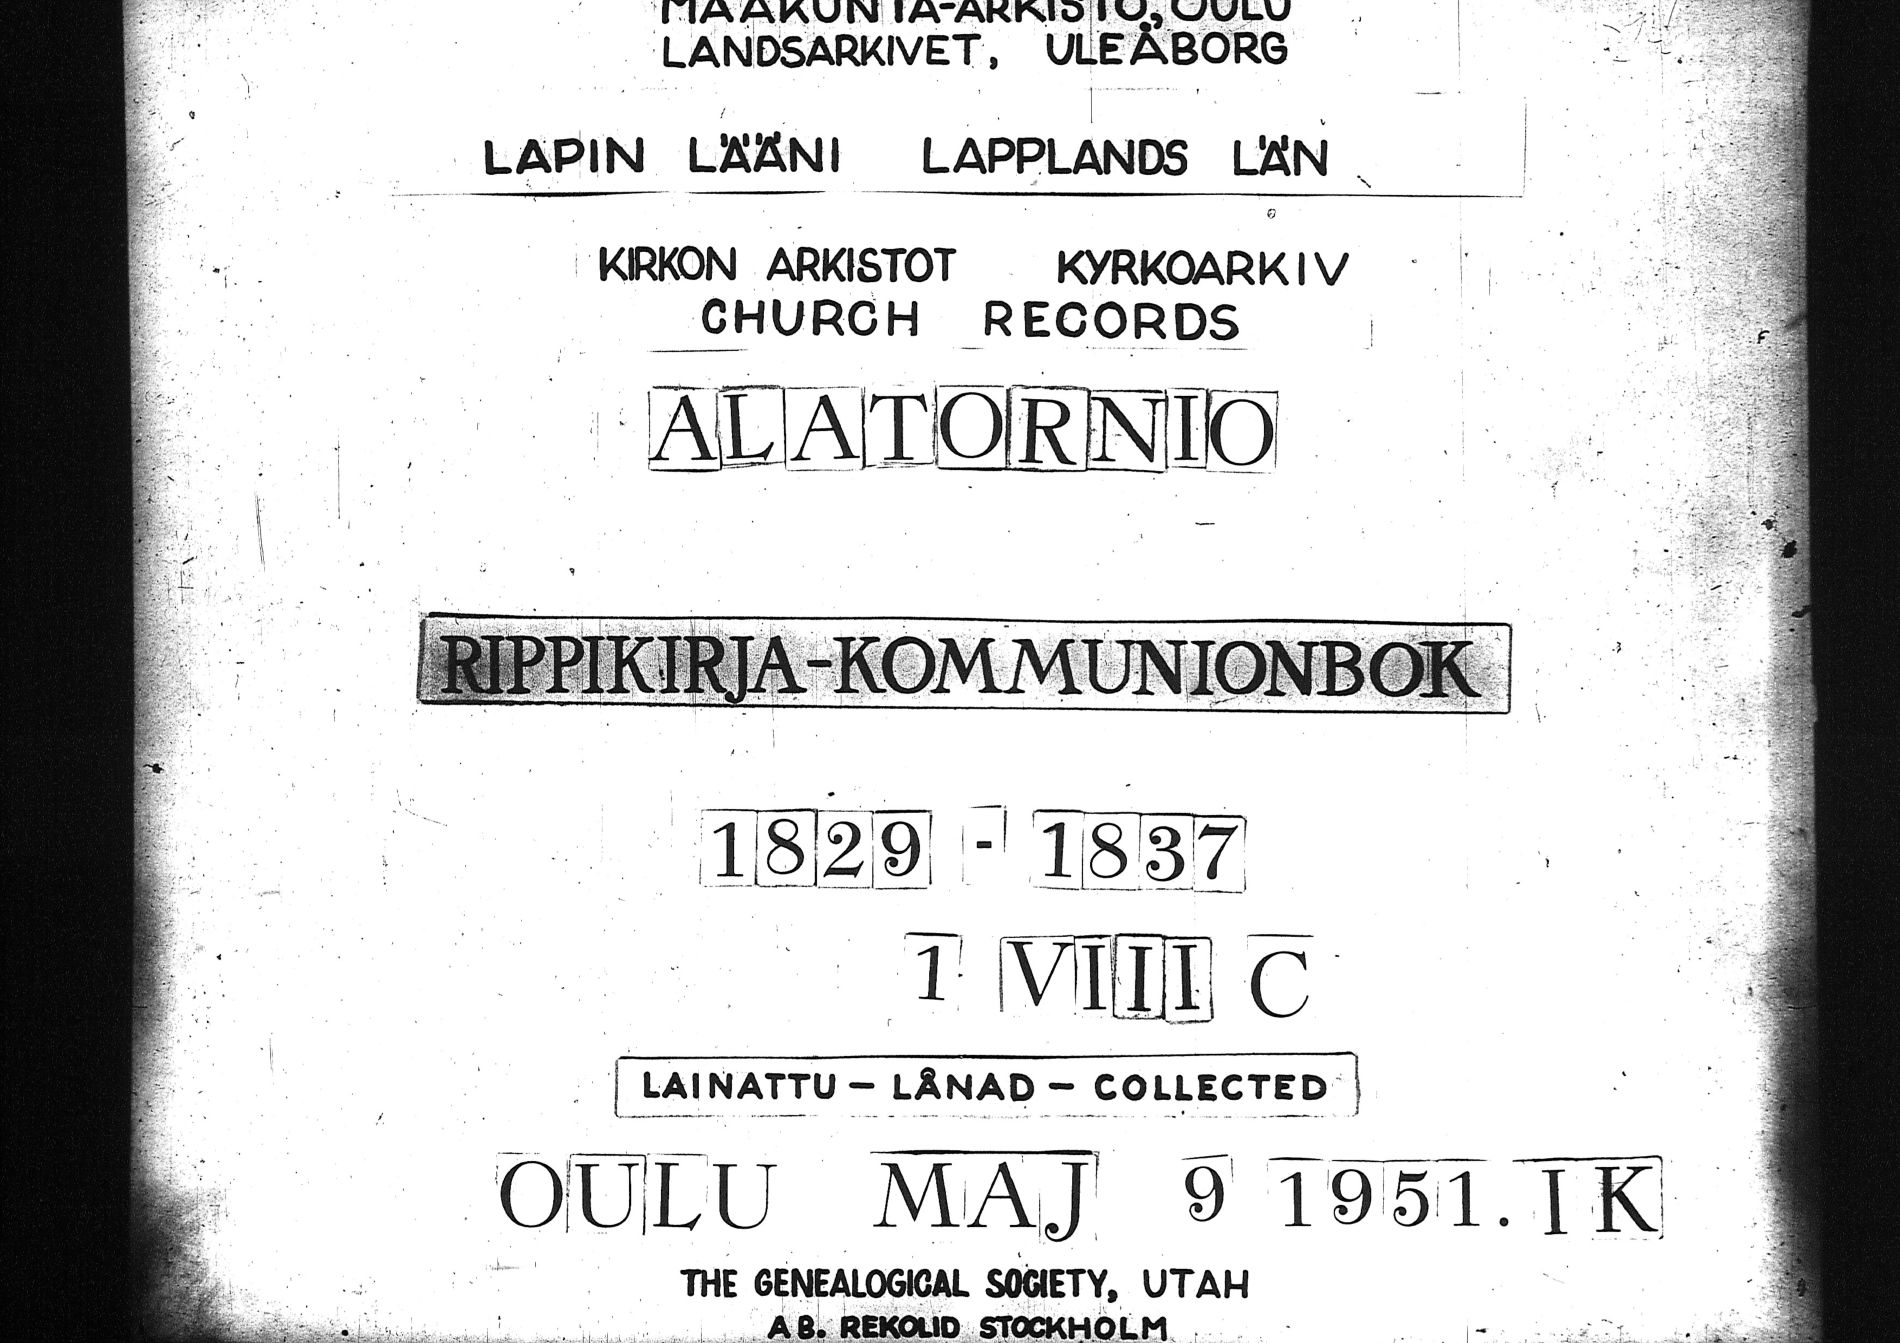 MAAKUNTA-ARKISTO, OULU
LANDSARKIVET, ULEÅBORG
LAPIN LÄÄNI LAPPLANDS LÄN
KIRKON ARKISTOT KYRKOARKIV
CHURCH RECORDS
ALATORNIO
RIPPIKIRJA-KOMMUNIONBOK
1829 - 1837
1 VIII C
LAINATTU – LÅNAD – COLLECTED
OULU MAJ 9 1951. I K
THE GENEALOGICAL SOCIETY, UTAH
AB. REKOLID STOCKHOLM